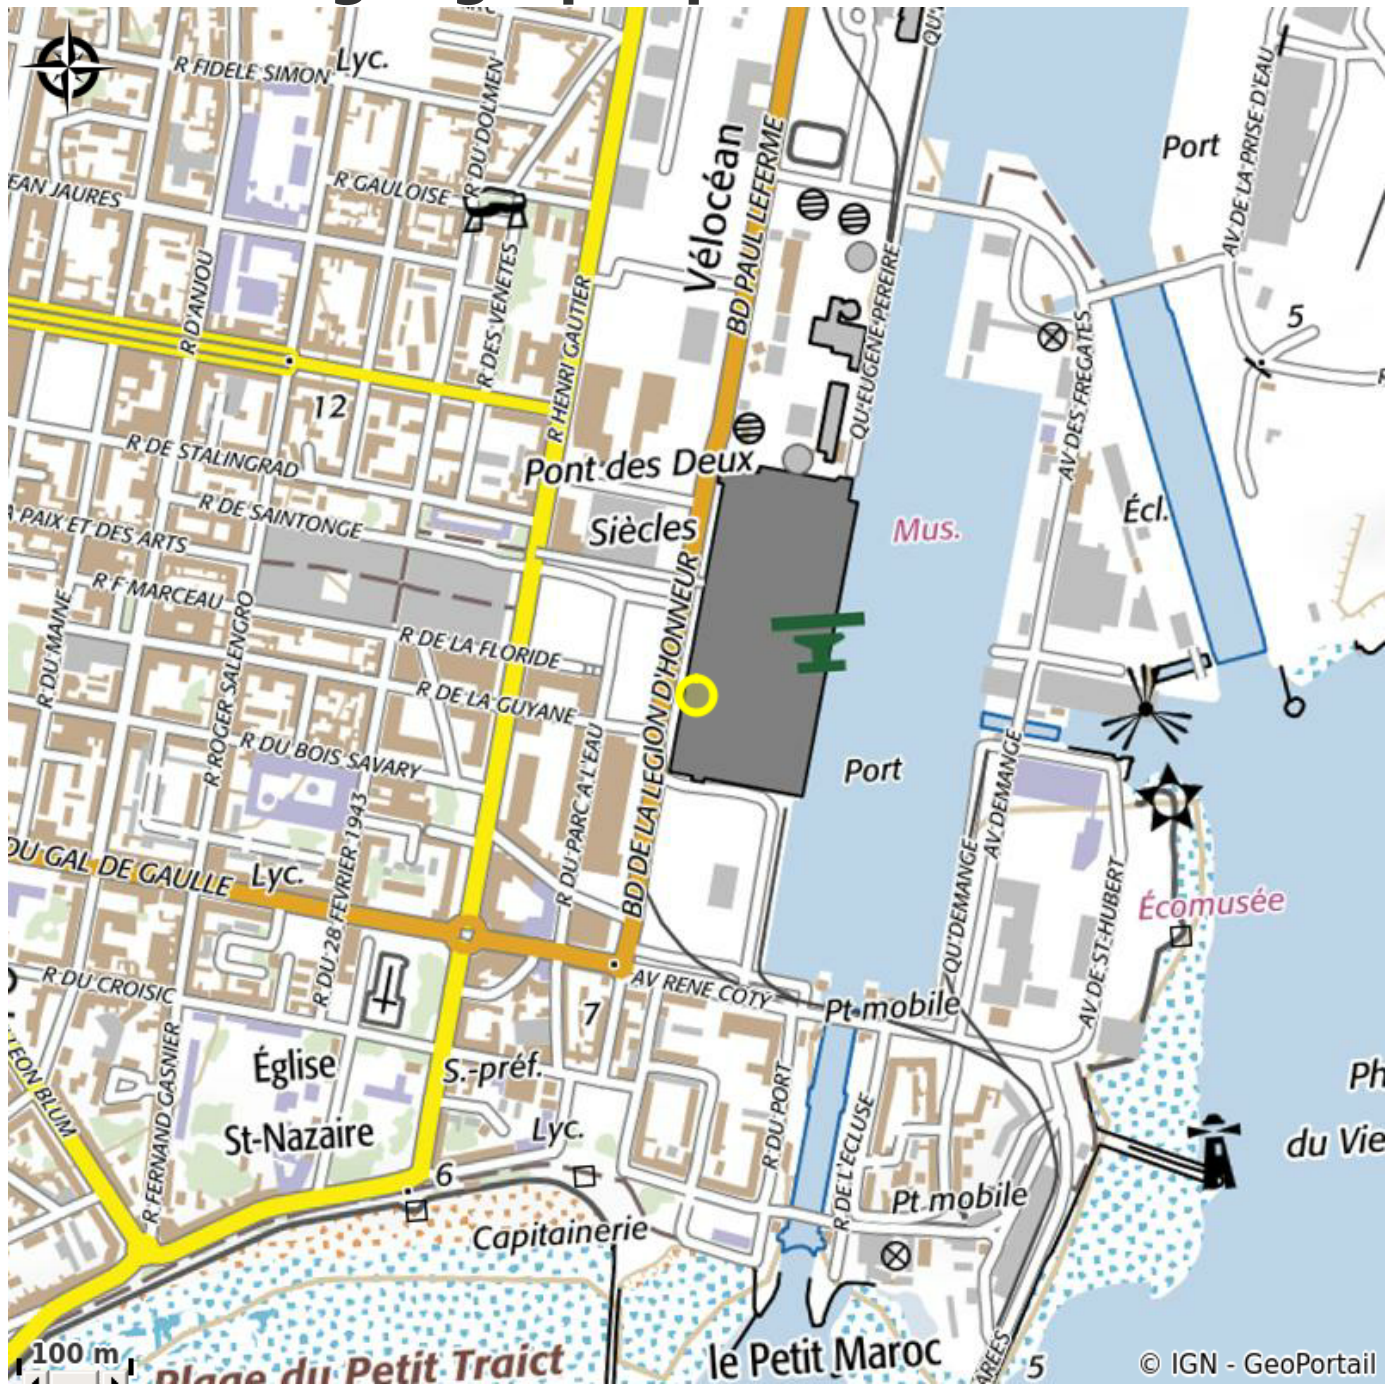 R FIDELE SIMON
Lyc.
R DU DOLMEN
R GAULOISE
EAN JAURES
R D'ANJOU
R DES VENETES
R HENRI GAUTIER
Vélocéan
BD PAUL LEFERME
QU.EUGENE PEREIRE
QU.
Port
AV DE LA PRISE D'EAU
5
AV DES FREGATES
12
R DE STALINGRAD
Pont des Deux
Siècles
R DE SAINTONGE
A PAIX ET DES ARTS
R F MARCEAU
Mus.
Écl.
R DU MAINE
R ROGER SALENGRO
R DE LA FLORIDE
R DE LA GUYANE
BD DE LA LEGION D'HONNEUR
R DU BOIS SAVARY
R DU PARC A L'EAU
Port
AV DEMANGE
DU GAL DE GAULLE
Lyc.
R DU 28 FEVRIER 1943
QU.DEMANGE
AV DE ST-HUBERT
Écomusée
R DU CROISIC
AV RENE COTY
Pt mobile
7
LEON BLUM
R FERNAND GASNIER
Église
St-Nazaire
S.-préf.
Lyc.
R DU PORT
R DE L'ECLUSE
Ph
du Vie
6
Pt mobile
Capitainerie
100 m
Plage du Petit Traict
le Petit Maroc
5
© IGN - GeoPortail